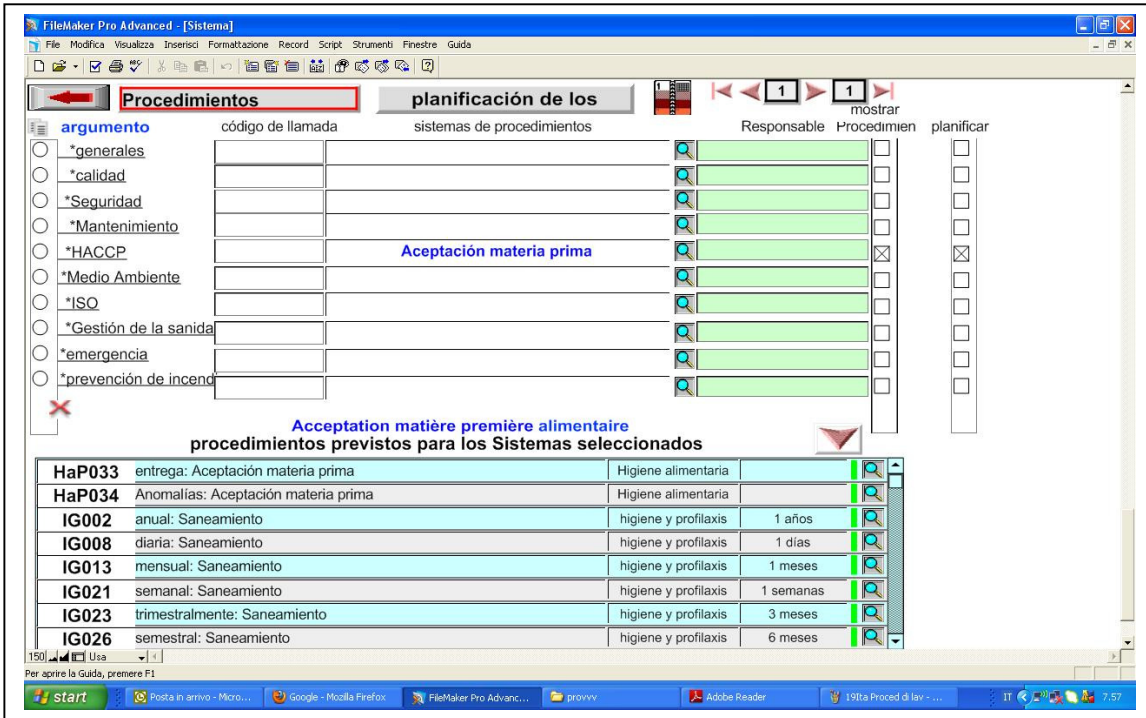 FileMaker Pro Advanced - [Sistema]
File Modifica Visualizza Inserisci Formattazione Record Script Strumenti Finestre Guida
Procedimientos planificación de los 1 1
mostrar
argumento código de llamada sistemas de procedimientos Responsable Procedimien planificar
*generales
*calidad
*Seguridad
*Mantenimiento
*HACCP Aceptación materia prima
*Medio Ambiente
*ISO
*Gestión de la sanida
*emergencia
*prevención de incend
Acceptation matière première alimentaire
procedimientos previstos para los Sistemas seleccionados
HaP033 entrega: Aceptación materia prima Higiene alimentaria
HaP034 Anomalías: Aceptación materia prima Higiene alimentaria
IG002 anual: Saneamiento higiene y profilaxis 1 años
IG008 diaria: Saneamiento higiene y profilaxis 1 días
IG013 mensual: Saneamiento higiene y profilaxis 1 meses
IG021 semanal: Saneamiento higiene y profilaxis 1 semanas
IG023 trimestralmente: Saneamiento higiene y profilaxis 3 meses
IG026 semestral: Saneamiento higiene y profilaxis 6 meses
150 Usa
Per aprire la Guida, premere F1
start Posta in arrivo - Micro... Google - Mozilla Firefox FileMaker Pro Advanc... provvv Adobe Reader 19Ita Proced di lav - ... IT 7.57